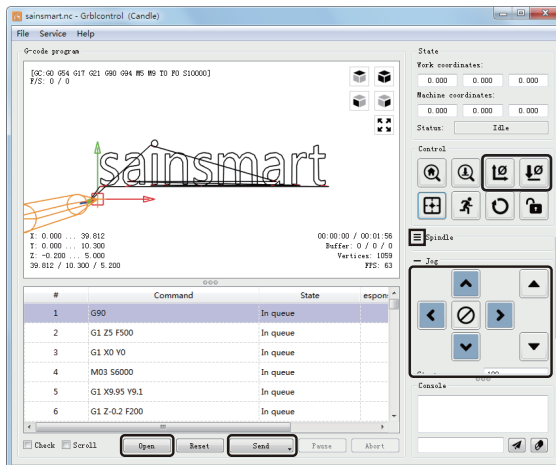 sainsmart.nc - Grblcontrol (Candle)
File Service Help
G-code program
[GC:G0 G54 G17 G21 G90 G94 M5 M9 T0 F0 S10000]
F/S: 0 / 0
sainsmart
X: 0.000 ... 39.812
Y: 0.000 ... 10.300
Z: -0.200 ... 5.000
39.812 / 10.300 / 5.200
00:00:00 / 00:01:56
Buffer: 0 / 0 / 0
Vertices: 1059
FPS: 63
# Command State espon
1 G90 In queue
2 G1 Z5 F500 In queue
3 G1 X0 Y0 In queue
4 M03 S6000 In queue
5 G1 X9.95 Y9.1 In queue
6 G1 Z-0.2 F200 In queue
Check Scroll Open Reset Send Pause Abort
State
Work coordinates:
0.000 0.000 0.000
Machine coordinates:
0.000 0.000 0.000
Status: Idle
Control
Spindle
Jog
Console